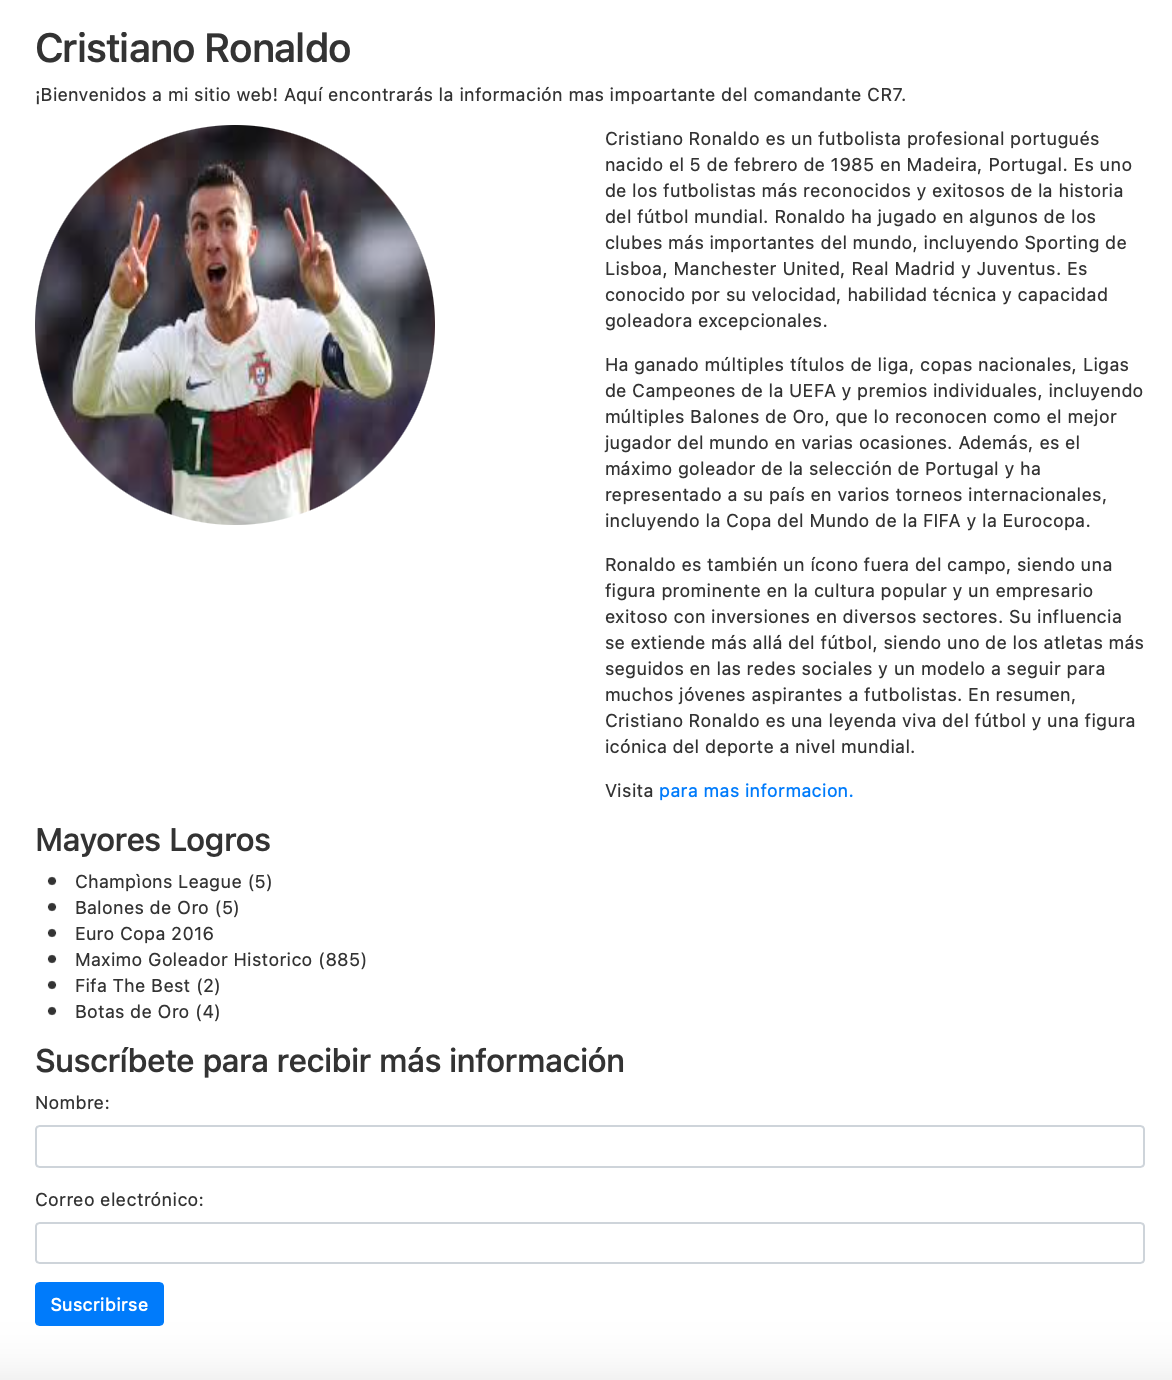 Cristiano Ronaldo
¡Bienvenidos a mi sitio web! Aquí encontrarás la información mas impoartante del comandante CR7.
7
Cristiano Ronaldo es un futbolista profesional portugués
nacido el 5 de febrero de 1985 en Madeira, Portugal. Es uno
de los futbolistas más reconocidos y exitosos de la historia
del fútbol mundial. Ronaldo ha jugado en algunos de los
clubes más importantes del mundo, incluyendo Sporting de
Lisboa, Manchester United, Real Madrid y Juventus. Es
conocido por su velocidad, habilidad técnica y capacidad
goleadora excepcionales.
Ha ganado múltiples títulos de liga, copas nacionales, Ligas
de Campeones de la UEFA y premios individuales, incluyendo
múltiples Balones de Oro, que lo reconocen como el mejor
jugador del mundo en varias ocasiones. Además, es el
máximo goleador de la selección de Portugal y ha
representado a su país en varios torneos internacionales,
incluyendo la Copa del Mundo de la FIFA y la Eurocopa.
Ronaldo es también un ícono fuera del campo, siendo una
figura prominente en la cultura popular y un empresario
exitoso con inversiones en diversos sectores. Su influencia
se extiende más allá del fútbol, siendo uno de los atletas más
seguidos en las redes sociales y un modelo a seguir para
muchos jóvenes aspirantes a futbolistas. En resumen,
Cristiano Ronaldo es una leyenda viva del fútbol y una figura
icónica del deporte a nivel mundial.
Visita para mas informacion.
Mayores Logros
Champìons League (5)
Balones de Oro (5)
Euro Copa 2016
Maximo Goleador Historico (885)
Fifa The Best (2)
Botas de Oro (4)
Suscríbete para recibir más información
Nombre:
Correo electrónico:
Suscribirse